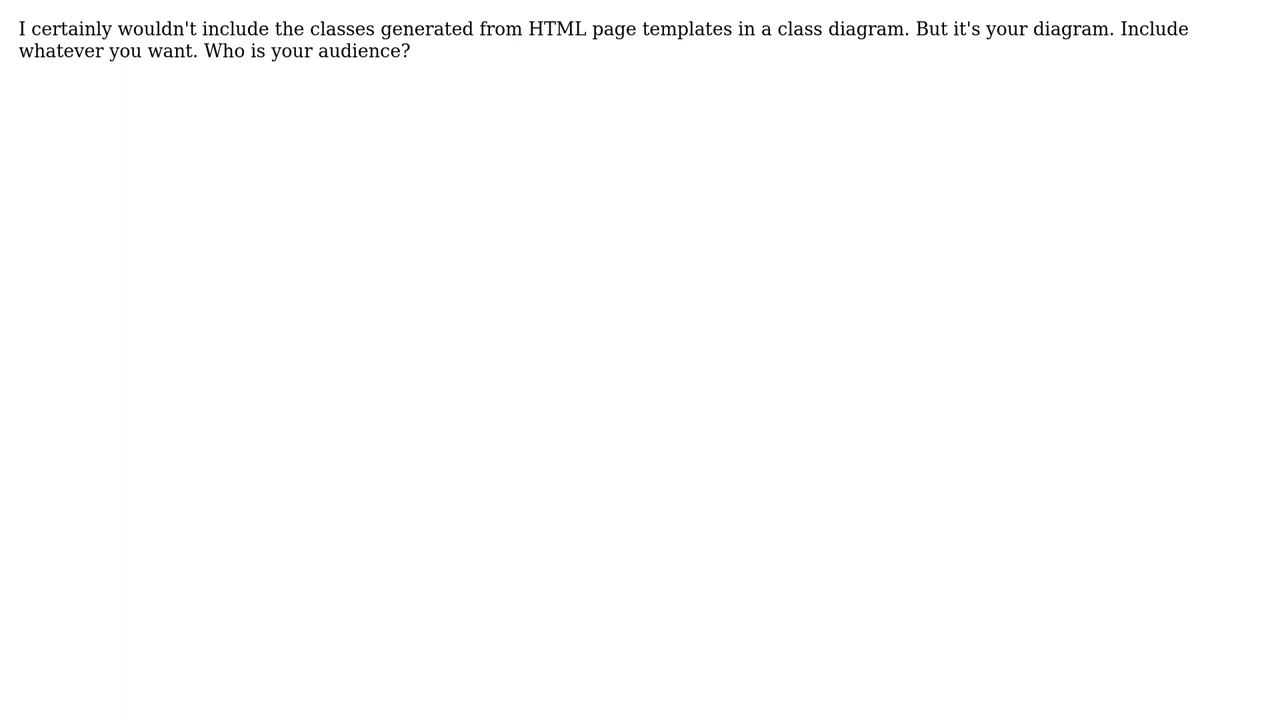 I certainly wouldn't include the classes generated from HTML page templates in a class diagram. But it's your diagram. Include
whatever you want. Who is your audience?